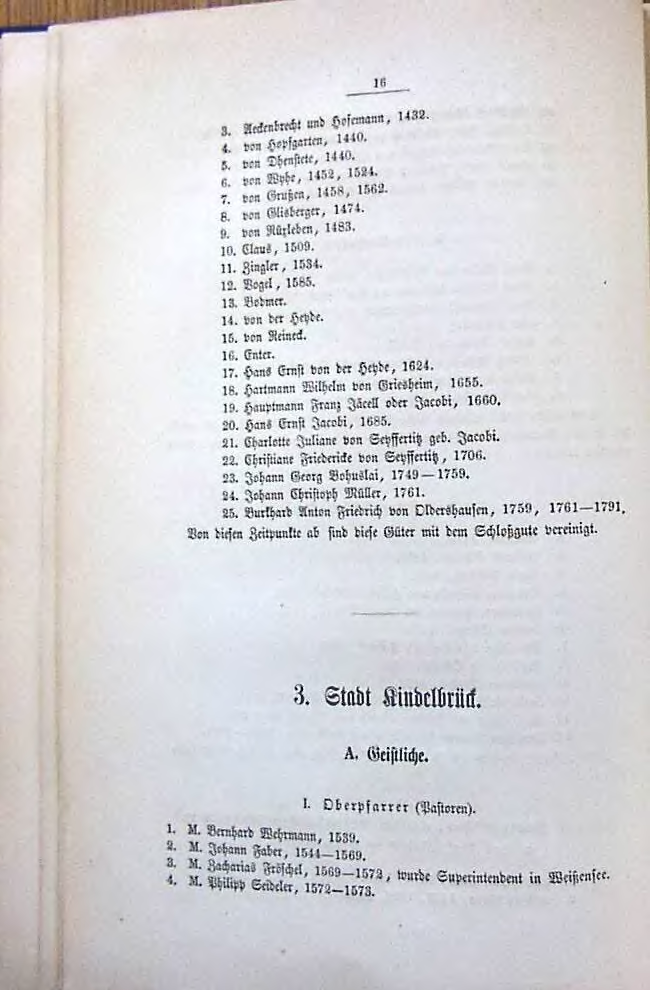 16
3. Aeckenbrecht und Hofemann, 1432.
4. von Hopfgarten, 1440.
5. von Dhenstete, 1440.
6. von Wyhe, 1452, 1524.
7. von Grußen, 1458, 1562.
8. von Glisberger, 1474.
9. von Nüxleben, 1483.
10. Claus, 1509.
11. Zingler, 1534.
12. Vogel, 1585.
13. Bodmer.
14. von der Heyde.
15. von Reineck.
16. Enter.
17. Hans Ernst von der Heyde, 1624.
18. Hartmann Wilhelm von Griesheim, 1655.
19. Hauptmann Franz Jäcell oder Jacobi, 1660.
20. Hans Ernst Jacobi, 1685.
21. Charlotte Juliane von Seyffertitz geb. Jacobi.
22. Christiane Friedericke von Seyffertitz, 1706.
23. Johann Georg Bohuslai, 1749—1759.
24. Johann Christoph Müller, 1761.
25. Burkhard Anton Friedrich von Oldershausen, 1759, 1761—1791.
Von diesen Zeitpunkte ab sind diese Güter mit dem Schloßgute vereinigt.
3. Stadt Kindelbrück.
A. Geistliche.
I. Oberpfarrer (Pastoren).
1. M. Bernhard Wehrmann, 1539.
2. M. Johann Faber, 1544—1569.
3. M. Zacharias Fröschel, 1569—1572, wurde Superintendent in Weißensee.
4. M. Philipp Seideler, 1572—1573.